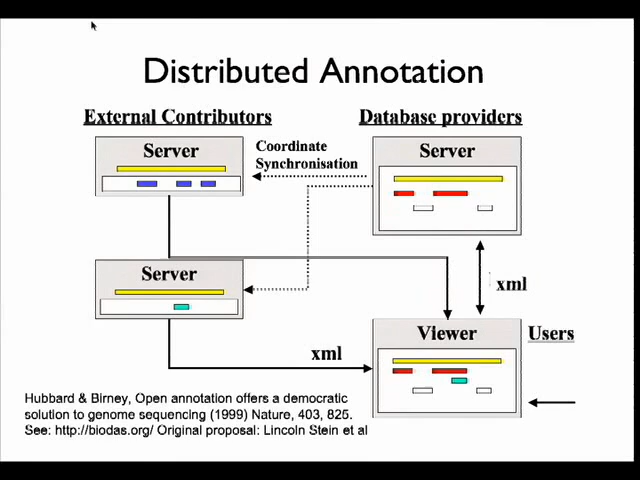 Distributed Annotation
External Contributors
Database providers
Server
Coordinate
Synchronisation
Server
Server
xml
xml
Viewer
Users
Hubbard & Birney, Open annotation offers a democratic
solution to genome sequencing (1999) Nature, 403, 825.
See: http://biodas.org/ Original proposal: Lincoln Stein et al